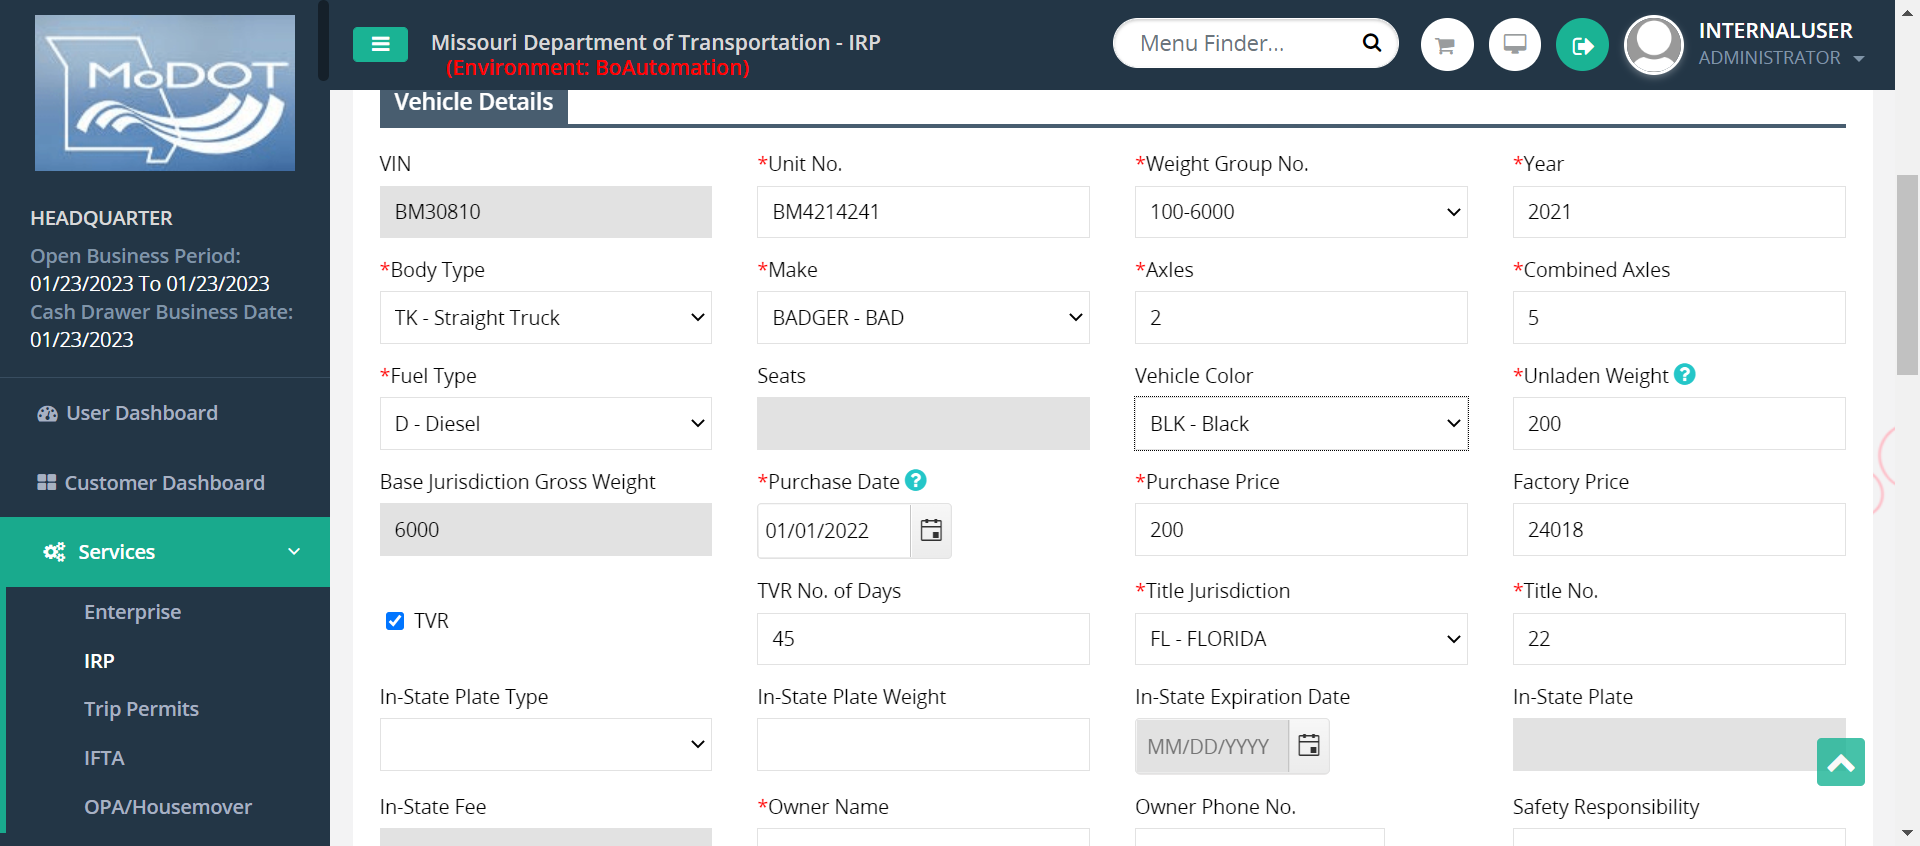 MoDOT
Missouri Department of Transportation - IRP
(Environment: BoAutomation)
Menu Finder...
INTERNALUSER
ADMINISTRATOR
HEADQUARTER
Open Business Period:
01/23/2023 To 01/23/2023
Cash Drawer Business Date:
01/23/2023
User Dashboard
Customer Dashboard
Services
Enterprise
IRP
Trip Permits
IFTA
OPA/Housemover
Vehicle Details
VIN
*Unit No.
*Weight Group No.
*Year
BM30810
BM4214241
100-6000
2021
*Body Type
*Make
*Axles
*Combined Axles
TK - Straight Truck
BADGER - BAD
2
5
*Fuel Type
Seats
Vehicle Color
*Unladen Weight ?
D - Diesel
BLK - Black
200
Base Jurisdiction Gross Weight
*Purchase Date ?
*Purchase Price
Factory Price
6000
01/01/2022
200
24018
TVR
TVR No. of Days
*Title Jurisdiction
*Title No.
45
FL - FLORIDA
22
In-State Plate Type
In-State Plate Weight
In-State Expiration Date
In-State Plate
MM/DD/YYYY
In-State Fee
*Owner Name
Owner Phone No.
Safety Responsibility